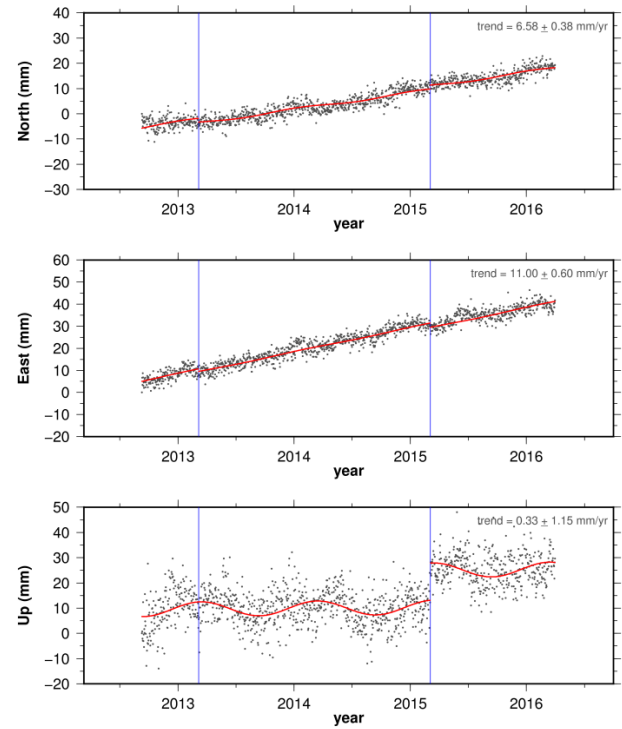 trend = 6.58 ± 0.38 mm/yr
North (mm)
40
30
20
10
0
−10
−20
−30
2013 2014 2015 2016
year
trend = 11.00 ± 0.60 mm/yr
East (mm)
60
50
40
30
20
10
0
−10
−20
2013 2014 2015 2016
year
trend = 0.33 ± 1.15 mm/yr
Up (mm)
50
40
30
20
10
0
−10
−20
2013 2014 2015 2016
year